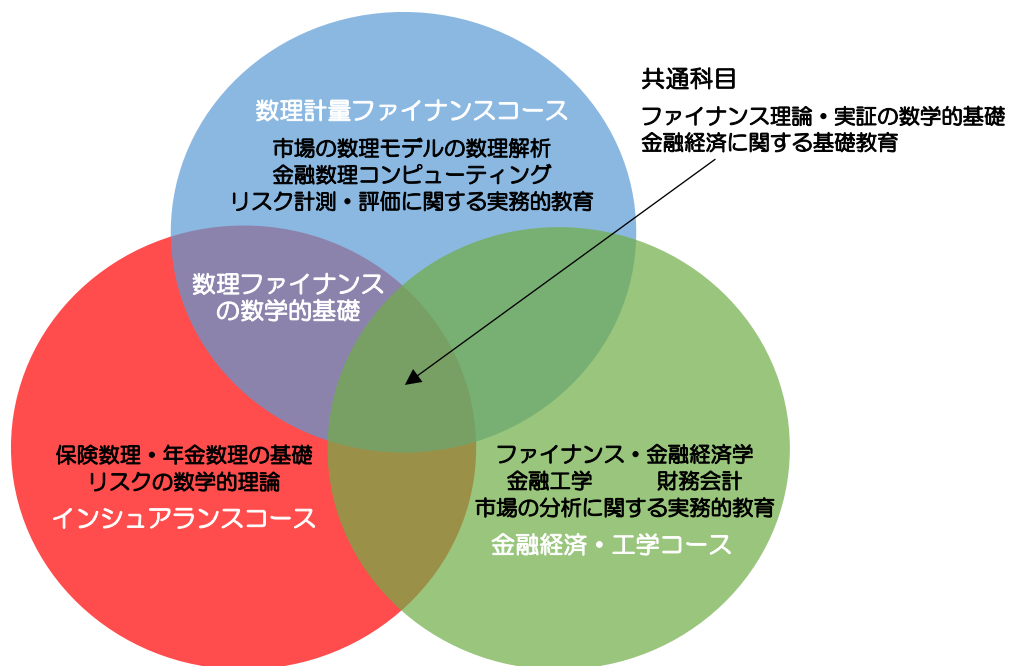 数理計量ファイナンスコース
市場の数理モデルの数理解析
金融数理コンピューティング
リスク計測・評価に関する実務的教育
共通科目
ファイナンス理論・実証の数学的基礎
金融経済に関する基礎教育
数理ファイナンス
の数学的基礎
保険数理・年金数理の基礎
リスクの数学的理論
インシュアランスコース
ファイナンス・金融経済学
金融工学 財務会計
市場の分析に関する実務的教育
金融経済・工学コース